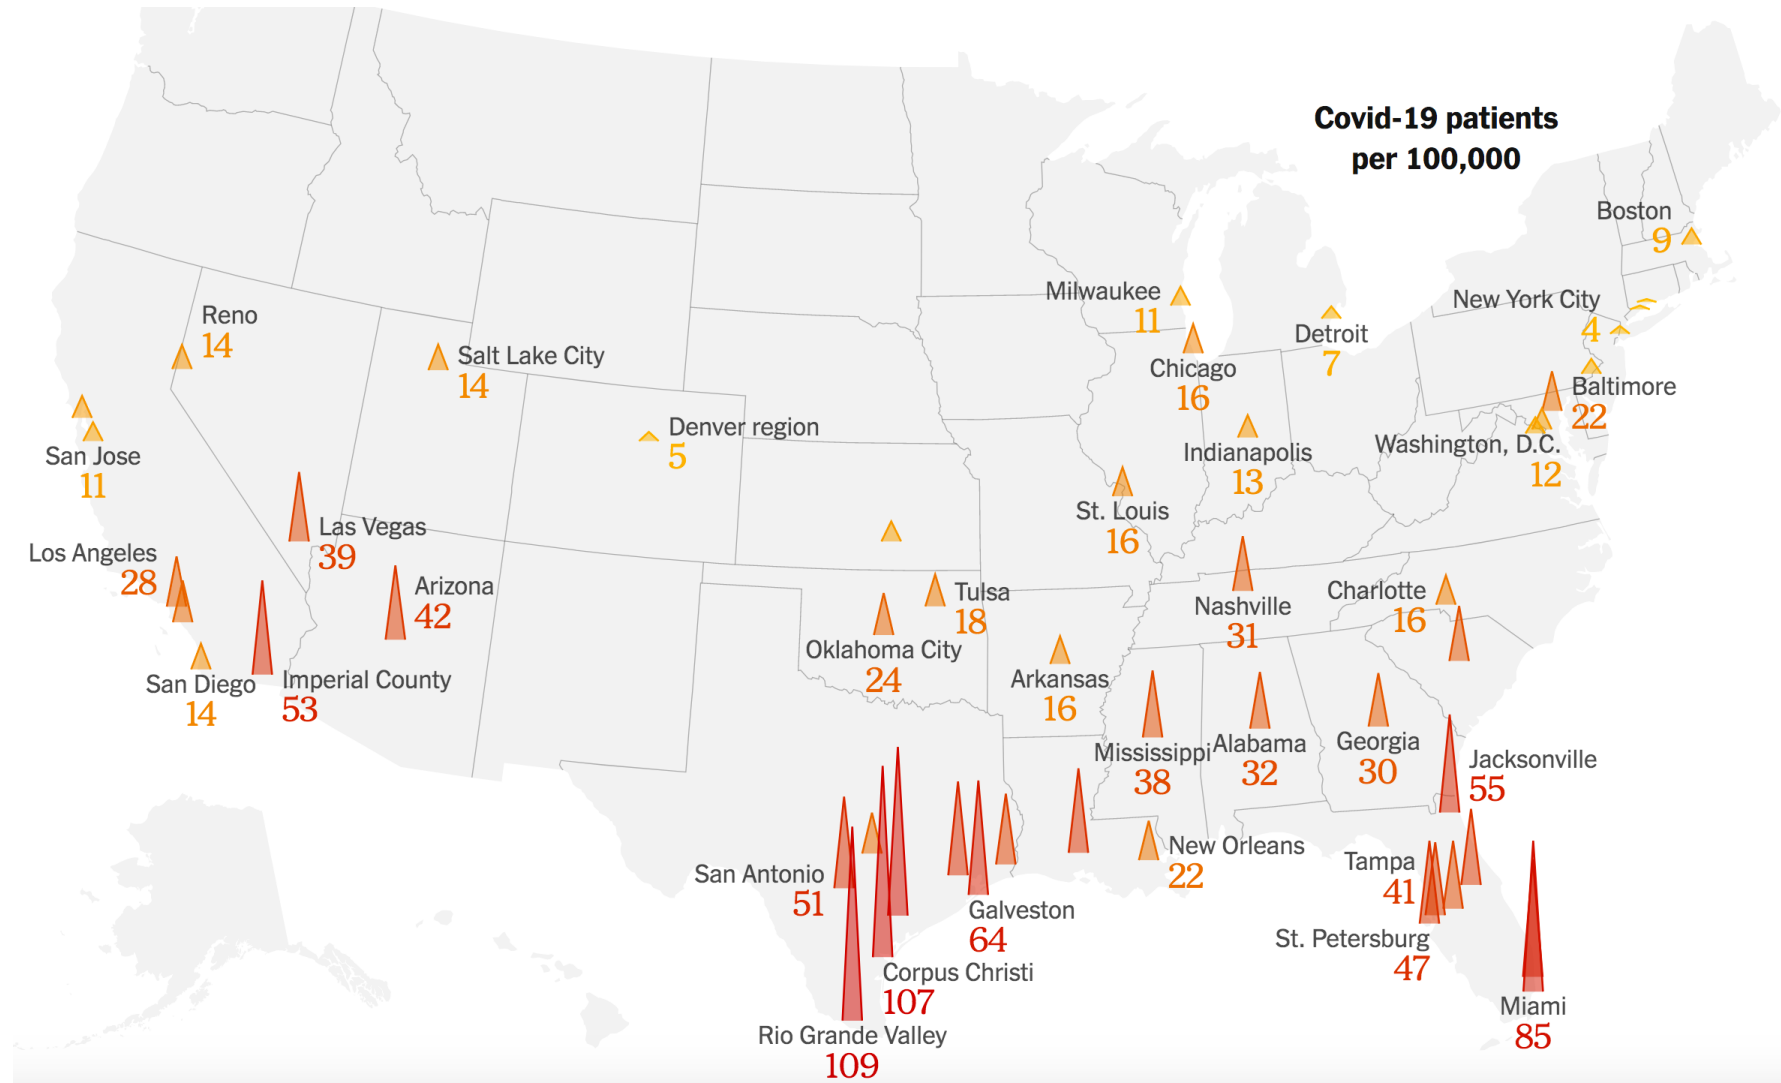 Covid-19 patients
per 100,000
Boston
9
Milwaukee
11
New York City
4
Reno
14
Detroit
7
Salt Lake City
14
Chicago
16
Baltimore
22
Denver region
5
San Jose
11
Indianapolis
13
Washington, D.C.
12
St. Louis
16
Las Vegas
39
Los Angeles
28
Arizona
42
Tulsa
18
Nashville
31
Charlotte
16
Oklahoma City
24
San Diego
14
Imperial County
53
Arkansas
16
Mississippi
38
Alabama
32
Georgia
30
Jacksonville
55
New Orleans
22
Tampa
41
San Antonio
51
Galveston
64
St. Petersburg
47
Corpus Christi
107
Miami
85
Rio Grande Valley
109